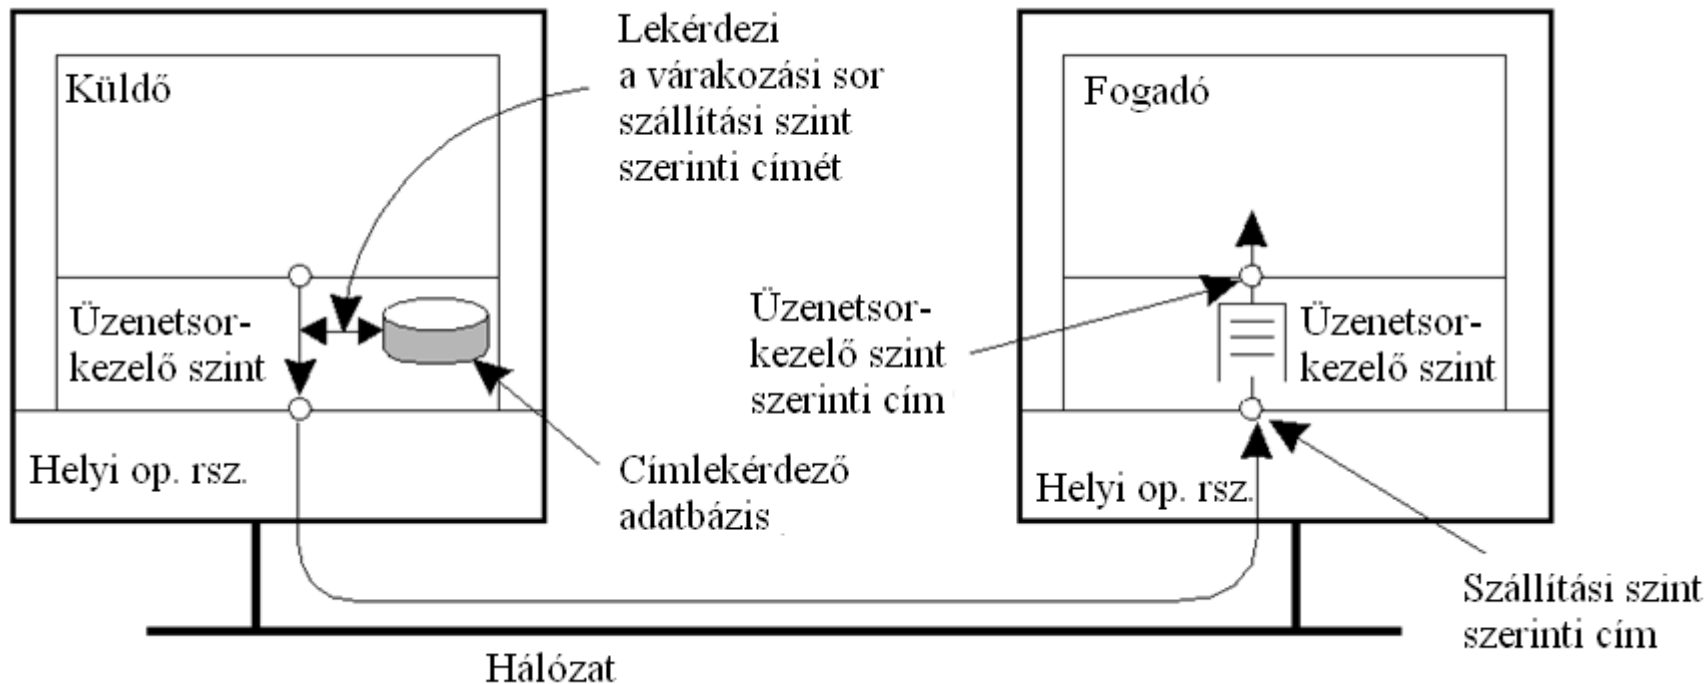 Lekérdezi
a várakozási sor
szállítási szint
szerinti címét
Küldő
Fogadó
Üzenetsor-
kezelő szint
Üzenetsor-
kezelő szint
szerinti cím
Üzenetsor-
kezelő szint
Helyi op. rsz.
Címlekérdező
adatbázis
Helyi op. rsz.
Szállítási szint
szerinti cím
Hálózat